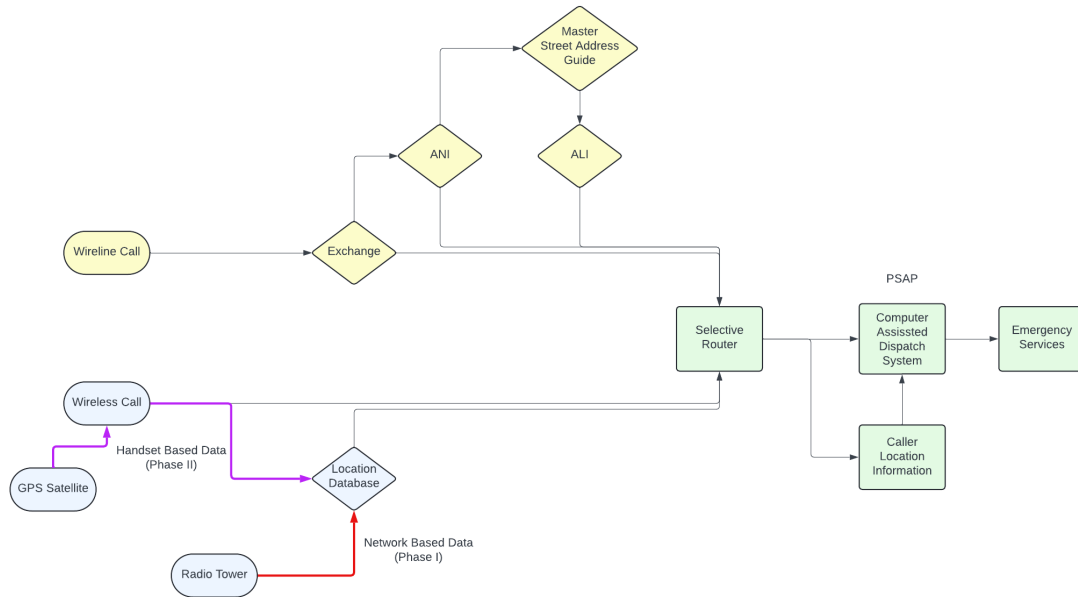 Master
Street Address
Guide
ANI
ALI
Wireline Call
Exchange
PSAP
Selective
Router
Computer
Assissted
Dispatch
System
Emergency
Services
Wireless Call
Handset Based Data
(Phase II)
GPS Satellite
Location
Database
Caller
Location
Information
Network Based Data
(Phase I)
Radio Tower